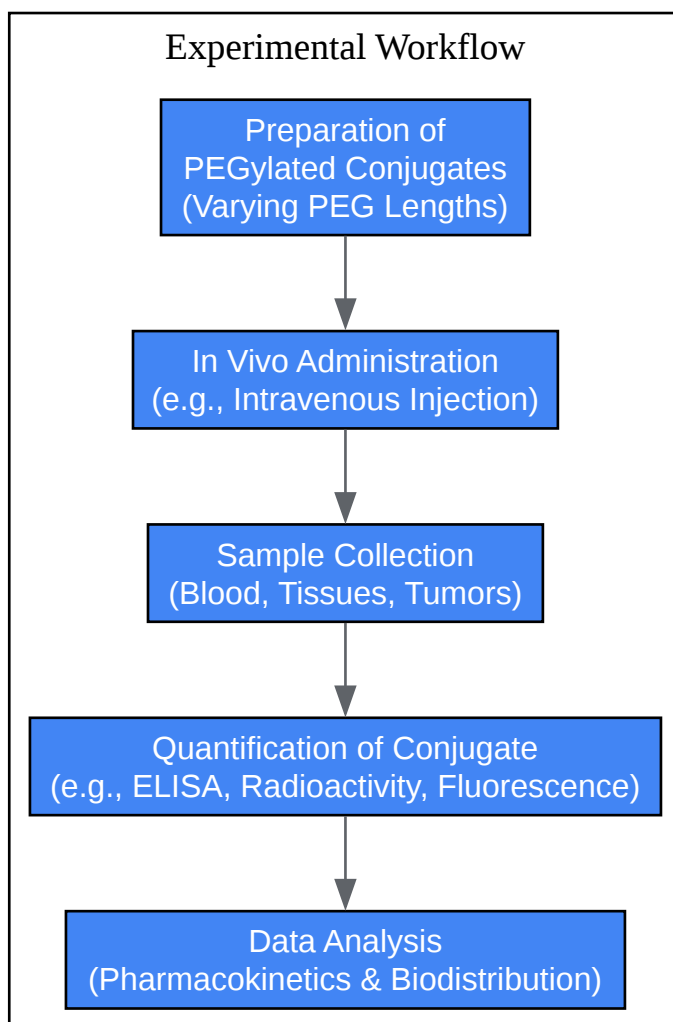 Experimental Workflow
Preparation of
PEGylated Conjugates
(Varying PEG Lengths)
In Vivo Administration
(e.g., Intravenous Injection)
Sample Collection
(Blood, Tissues, Tumors)
Quantification of Conjugate
(e.g., ELISA, Radioactivity, Fluorescence)
Data Analysis
(Pharmacokinetics & Biodistribution)